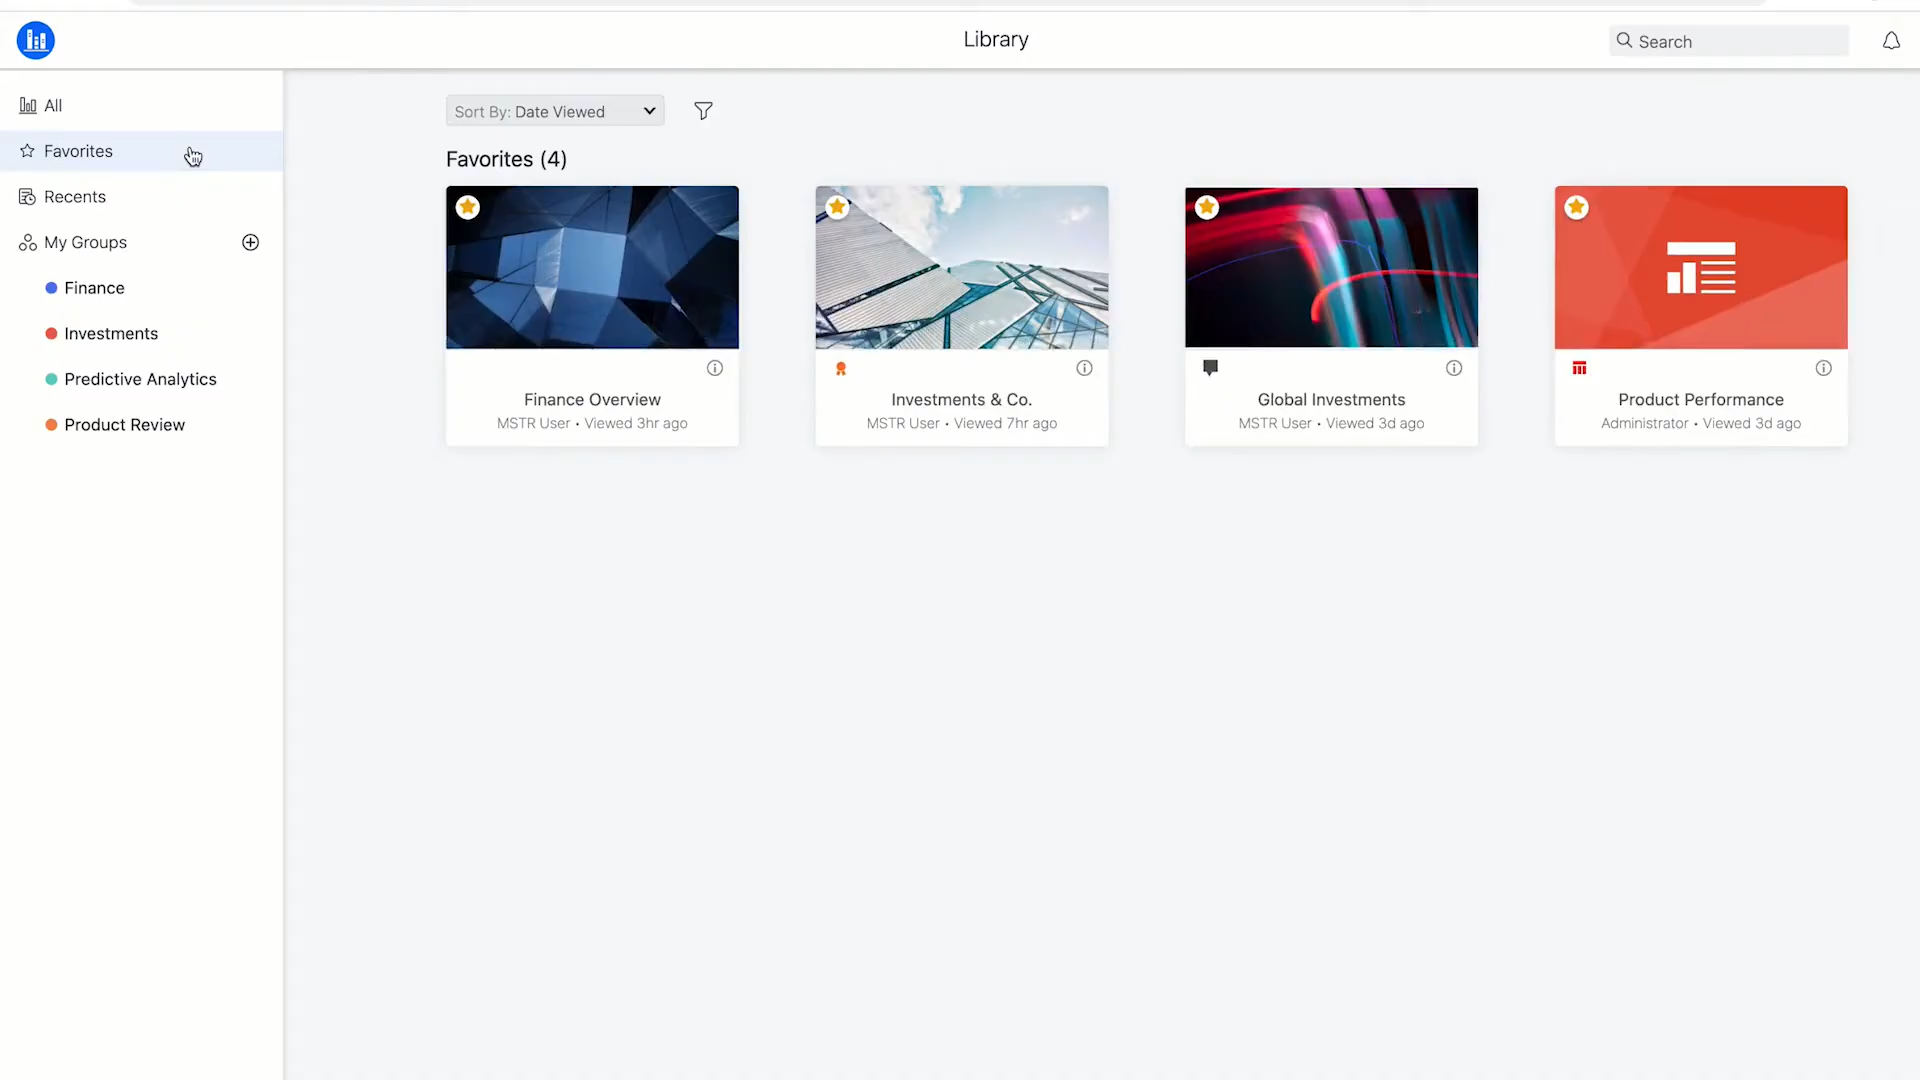 Library
Search
All
Favorites
Recents
My Groups
Finance
Investments
Predictive Analytics
Product Review
Sort By: Date Viewed
Favorites (4)
Finance Overview
MSTR User • Viewed 3hr ago
Investments & Co.
MSTR User • Viewed 7hr ago
Global Investments
MSTR User • Viewed 3d ago
Product Performance
Administrator • Viewed 3d ago